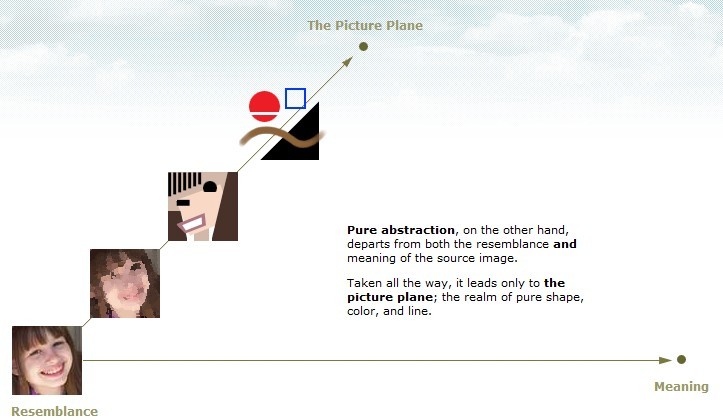 The Picture Plane
Pure abstraction, on the other hand,
departs from both the resemblance and
meaning of the source image.
Taken all the way, it leads only to the
picture plane; the realm of pure shape,
color, and line.
Meaning
Resemblance